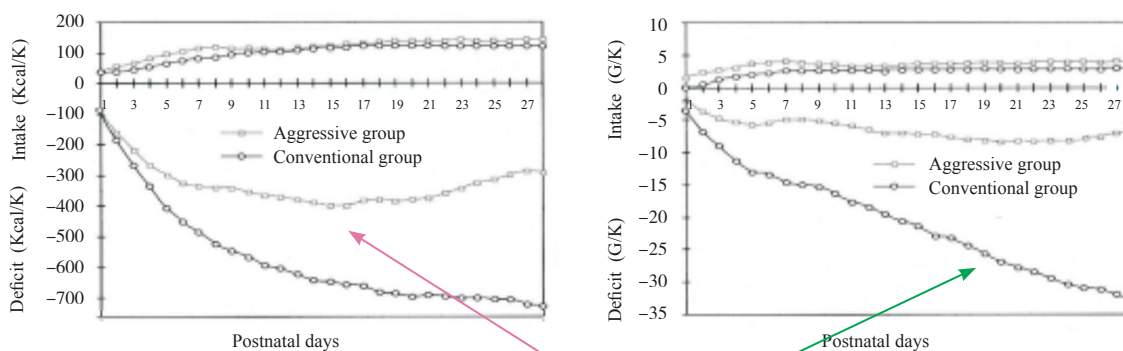 200
100
0
−100
−200
−300
−400
−500
−600
−700
Intake (Kcal/K)
Deficit (Kcal/K)
1 3 5 7 9 11 13 15 17 19 21 23 25 27
Aggressive group
Conventional group
Postnatal days
10
5
0
−5
−10
−15
−20
−25
−30
−35
Intake (G/K)
Deficit (G/K)
1 3 5 7 9 11 13 15 17 19 21 23 25 27
Aggressive group
Conventional group
Postnatal days